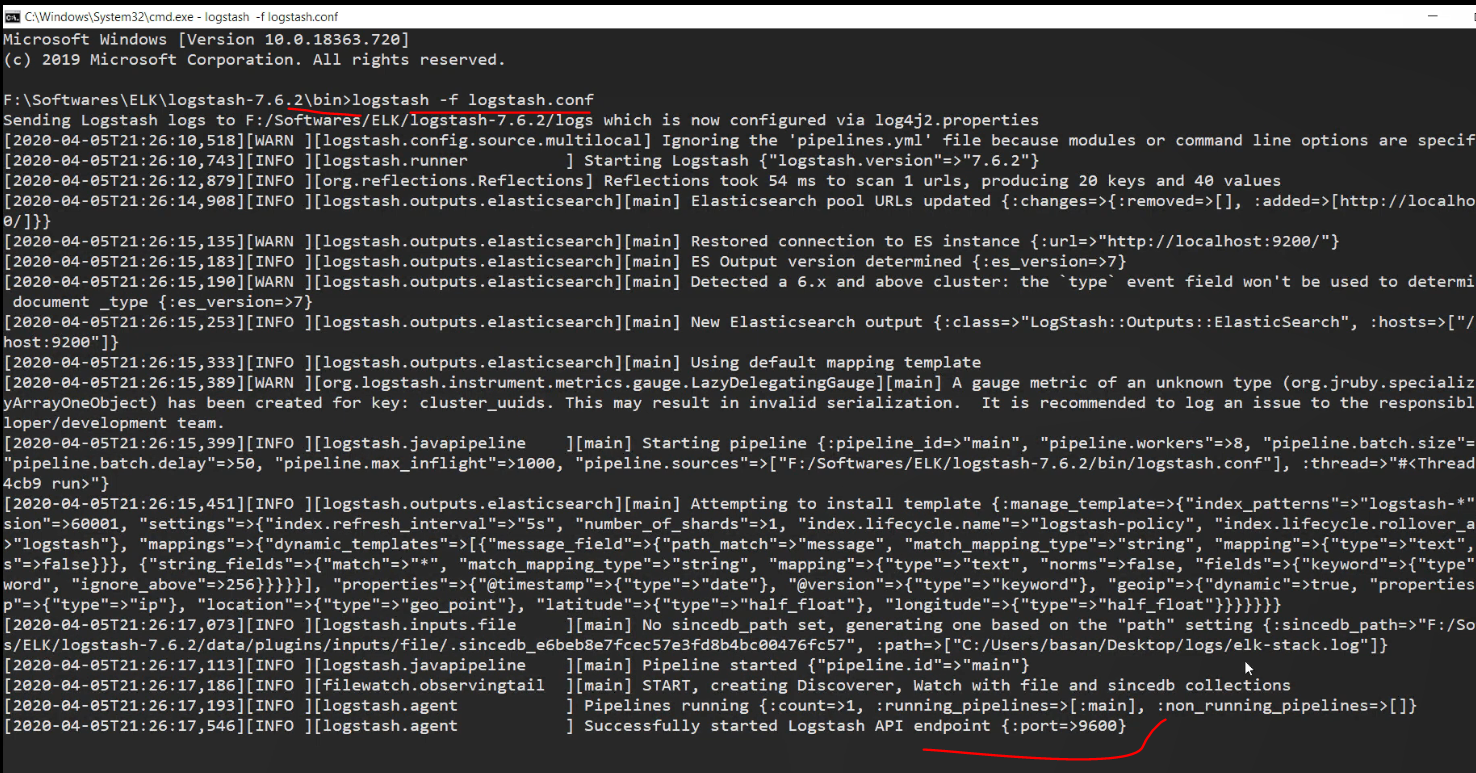 C:\Windows\System32\cmd.exe - logstash -f logstash.conf
Microsoft Windows [Version 10.0.18363.720]
(c) 2019 Microsoft Corporation. All rights reserved.
F:\Softwares\ELK\logstash-7.6.2\bin>logstash -f logstash.conf
Sending Logstash logs to F:/Softwares/ELK/logstash-7.6.2/logs which is now configured via log4j2.properties
[2020-04-05T21:26:10,518][WARN ][logstash.config.source.multilocal] Ignoring the 'pipelines.yml' file because modules or command line options are specif
[2020-04-05T21:26:10,743][INFO ][logstash.runner          ] Starting Logstash {"logstash.version"=>"7.6.2"}
[2020-04-05T21:26:12,879][INFO ][org.reflections.Reflections] Reflections took 54 ms to scan 1 urls, producing 20 keys and 40 values
[2020-04-05T21:26:14,908][INFO ][logstash.outputs.elasticsearch][main] Elasticsearch pool URLs updated {:changes=>{:removed=>[], :added=>[http://localho
0/]}}
[2020-04-05T21:26:15,135][WARN ][logstash.outputs.elasticsearch][main] Restored connection to ES instance {:url=>"http://localhost:9200/"}
[2020-04-05T21:26:15,183][INFO ][logstash.outputs.elasticsearch][main] ES Output version determined {:es_version=>7}
[2020-04-05T21:26:15,190][WARN ][logstash.outputs.elasticsearch][main] Detected a 6.x and above cluster: the `type` event field won't be used to determi
 document _type {:es_version=>7}
[2020-04-05T21:26:15,253][INFO ][logstash.outputs.elasticsearch][main] New Elasticsearch output {:class=>"LogStash::Outputs::ElasticSearch", :hosts=>["/
host:9200"]}
[2020-04-05T21:26:15,333][INFO ][logstash.outputs.elasticsearch][main] Using default mapping template
[2020-04-05T21:26:15,389][WARN ][org.logstash.instrument.metrics.gauge.LazyDelegatingGauge][main] A gauge metric of an unknown type (org.jruby.specializ
yArrayOneObject) has been created for key: cluster_uuids. This may result in invalid serialization.  It is recommended to log an issue to the responsibl
loper/development team.
[2020-04-05T21:26:15,399][INFO ][logstash.javapipeline    ][main] Starting pipeline {:pipeline_id=>"main", "pipeline.workers"=>8, "pipeline.batch.size"=
"pipeline.batch.delay"=>50, "pipeline.max_inflight"=>1000, "pipeline.sources"=>["F:/Softwares/ELK/logstash-7.6.2/bin/logstash.conf"], :thread=>"#<Thread
4cb9 run>"}
[2020-04-05T21:26:15,451][INFO ][logstash.outputs.elasticsearch][main] Attempting to install template {:manage_template=>{"index_patterns"=>"logstash-*"
sion"=>60001, "settings"=>{"index.refresh_interval"=>"5s", "number_of_shards"=>1, "index.lifecycle.name"=>"logstash-policy", "index.lifecycle.rollover_a
>"logstash"}, "mappings"=>{"dynamic_templates"=>[{"message_field"=>{"path_match"=>"message", "match_mapping_type"=>"string", "mapping"=>{"type"=>"text",
s"=>false}}}, {"string_fields"=>{"match"=>"*", "match_mapping_type"=>"string", "mapping"=>{"type"=>"text", "norms"=>false, "fields"=>{"keyword"=>{"type"
word", "ignore_above"=>256}}}}}], "properties"=>{"@timestamp"=>{"type"=>"date"}, "@version"=>{"type"=>"keyword"}, "geoip"=>{"dynamic"=>true, "properties
p"=>{"type"=>"ip"}, "location"=>{"type"=>"geo_point"}, "latitude"=>{"type"=>"half_float"}, "longitude"=>{"type"=>"half_float"}}}}}}}
[2020-04-05T21:26:17,073][INFO ][logstash.inputs.file     ][main] No sincedb_path set, generating one based on the "path" setting {:sincedb_path=>"F:/So
s/ELK/logstash-7.6.2/data/plugins/inputs/file/.sincedb_e6beb8e7fcec57e3fd8b4bc00476fc57", :path=>["C:/Users/basan/Desktop/logs/elk-stack.log"]}
[2020-04-05T21:26:17,113][INFO ][logstash.javapipeline    ][main] Pipeline started {"pipeline.id"=>"main"}
[2020-04-05T21:26:17,186][INFO ][filewatch.observingtail  ][main] START, creating Discoverer, Watch with file and sincedb collections
[2020-04-05T21:26:17,193][INFO ][logstash.agent           ] Pipelines running {:count=>1, :running_pipelines=>[:main], :non_running_pipelines=>[]}
[2020-04-05T21:26:17,546][INFO ][logstash.agent           ] Successfully started Logstash API endpoint {:port=>9600}